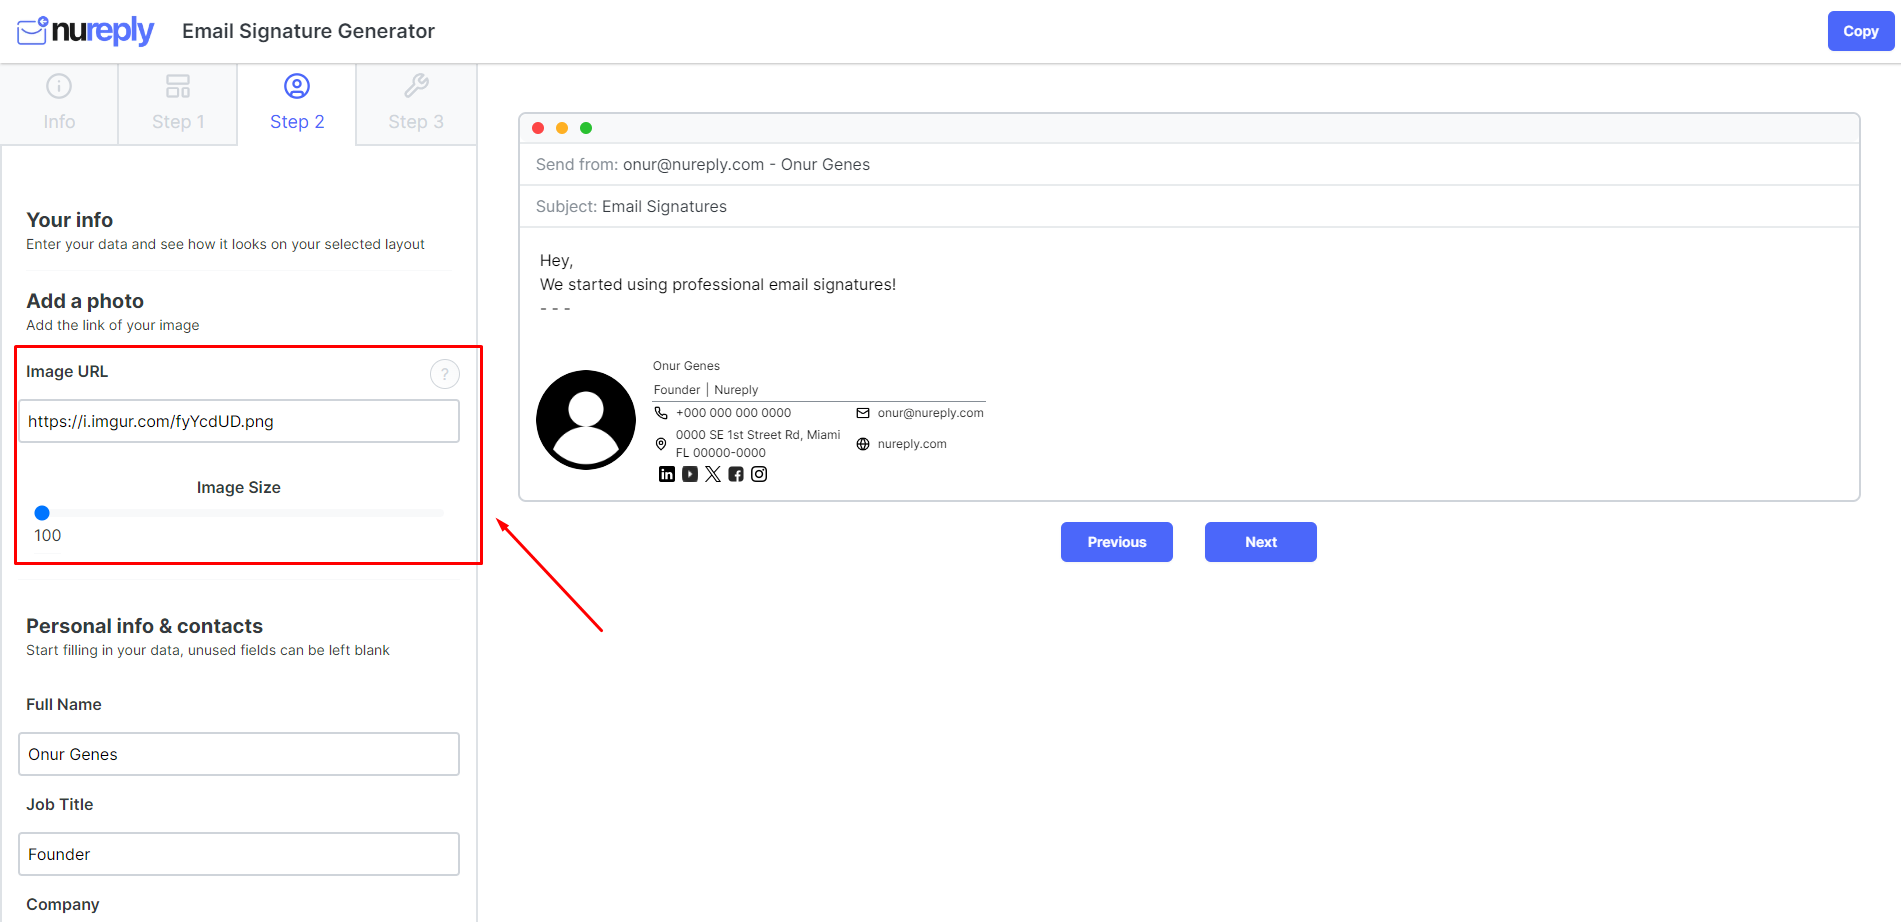 nureply Email Signature Generator Copy
Info Step 1 Step 2 Step 3
Your info
Enter your data and see how it looks on your selected layout
Add a photo
Add the link of your image
Image URL ?
https://i.imgur.com/fyYcdUD.png
Image Size
100
Personal info & contacts
Start filling in your data, unused fields can be left blank
Full Name
Onur Genes
Job Title
Founder
Company
Send from: onur@nureply.com - Onur Genes
Subject: Email Signatures
Hey,
We started using professional email signatures!
- - -
Onur Genes
Founder | Nureply
+000 000 000 0000 onur@nureply.com
0000 SE 1st Street Rd, Miami
FL 00000-0000
nureply.com
Previous Next